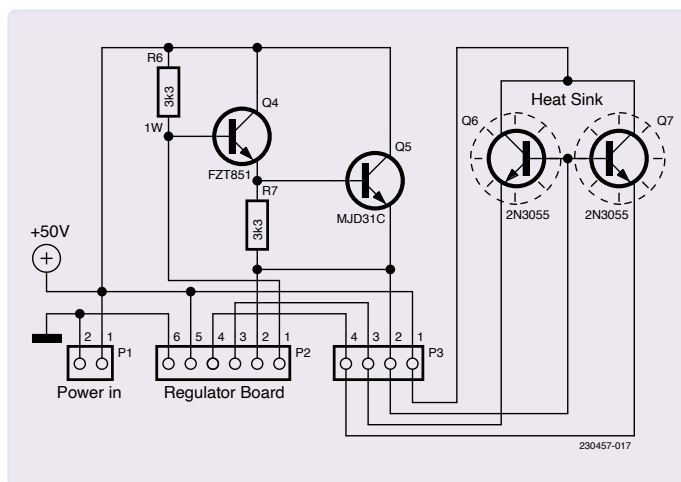 R6
3k3
1W
Q4
FZT851
Q5
R7
3k3
MJD31C
Heat Sink
Q6
Q7
2N3055
2N3055
+50V
2 1
P1
Power in
6 5 4 3 2 1
P2
Regulator Board
4 3 2 1
P3
230457-017